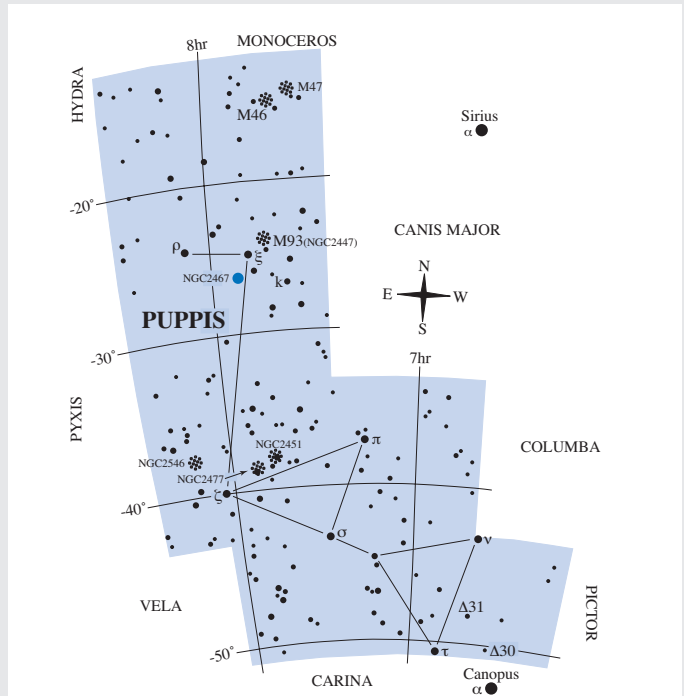 8hr
MONOCEROS
HYDRA
M47
M46
Sirius
α
-20˚
CANIS MAJOR
ρ
ξ
M93(NGC2447)
NGC2467
k
N
E
W
S
PUPPIS
-30˚
7hr
PYXIS
π
COLUMBA
NGC2451
NGC2546
NGC2477
ζ
-40˚
σ
ν
VELA
Δ31
PICTOR
-50˚
τ
Δ30
CARINA
Canopus
α